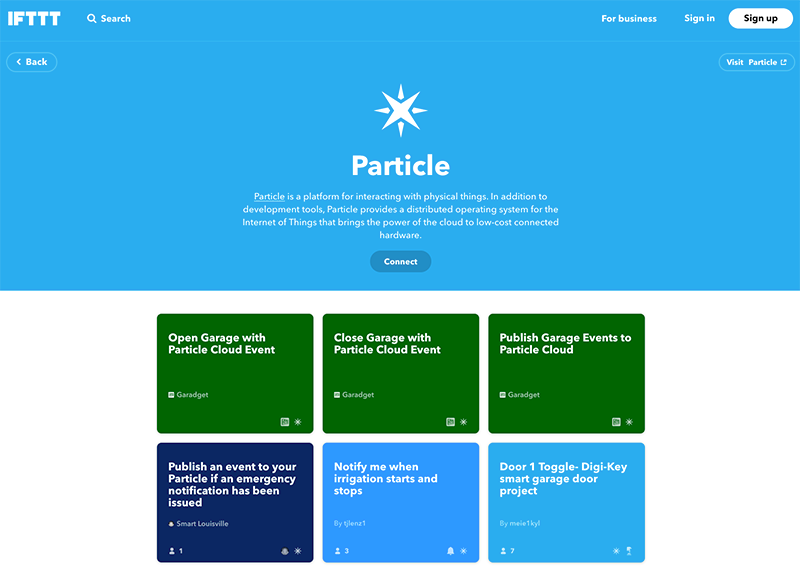 IFTTT
Search
For business
Sign in
Sign up
Back
Visit Particle
Particle
Particle is a platform for interacting with physical things. In addition to
development tools, Particle provides a distributed operating system for the
Internet of Things that brings the power of the cloud to low-cost connected
hardware.
Connect
Open Garage with
Particle Cloud Event
Garadget
Close Garage with
Particle Cloud Event
Garadget
Publish Garage Events to
Particle Cloud
Garadget
Publish an event to your
Particle if an emergency
notification has been
issued
Smart Louisville
1
Notify me when
irrigation starts and
stops
By tjlenz1
3
Door 1 Toggle- Digi-Key
smart garage door
project
By meie1kyl
7